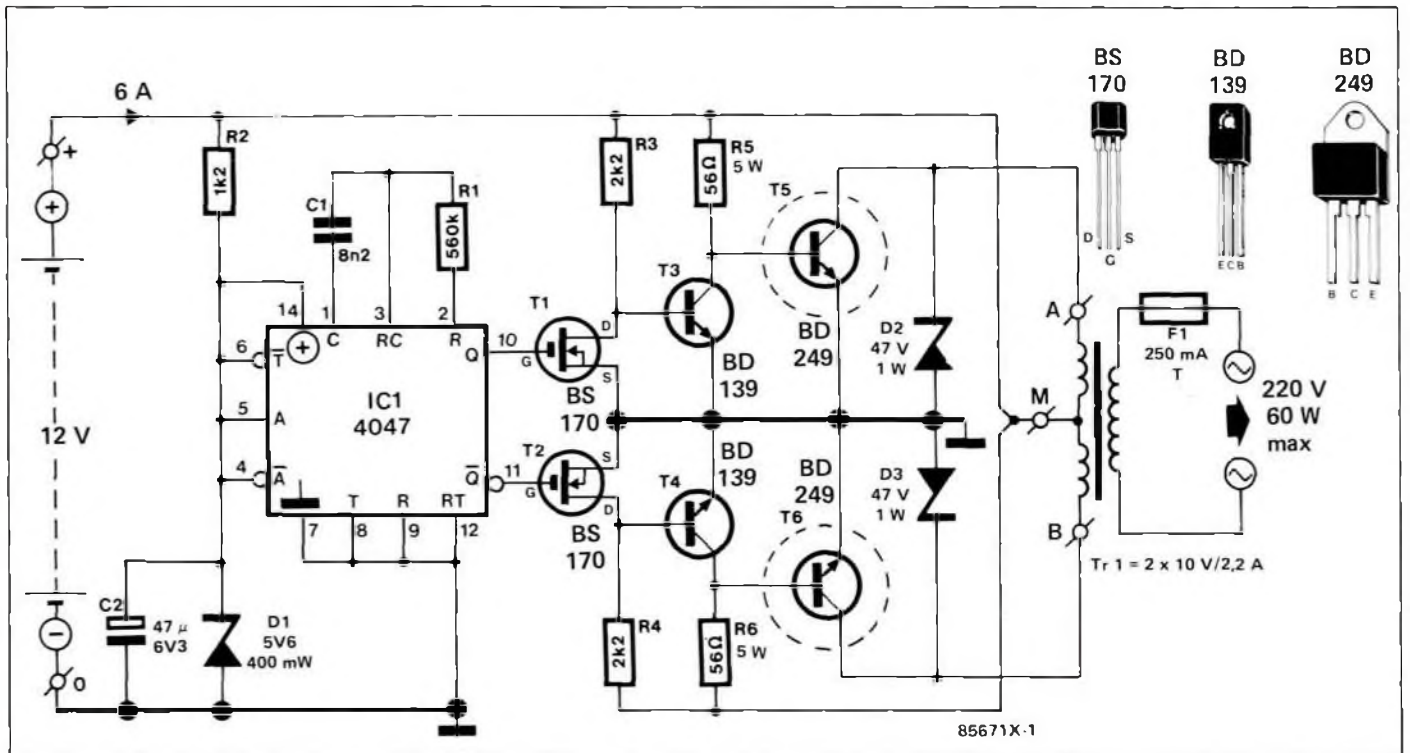 6 A
+
+
12 V
−
0
R2
1k2
C1
8n2
R1
560k
14
1
3
2
+
C
RC
R
6
T
5
A
4
A
IC1
4047
Q
10
Q
11
T
R
RT
7
8
9
12
C2
47 μ
6V3
D1
5V6
400 mW
T1
G
D
S
BS
170
T2
G
S
D
BS
170
R3
2k2
R4
2k2
T3
BD
139
T4
BD
139
R5
5 W
56Ω
R6
5 W
56Ω
T5
BD
249
T6
BD
249
D2
47 V
1 W
D3
47 V
1 W
M
A
B
F1
250 mA
T
220 V
60 W
max
Tr 1 = 2 x 10 V/2,2 A
BS
170
D
G
S
BD
139
E C B
BD
249
B C E
85671X-1